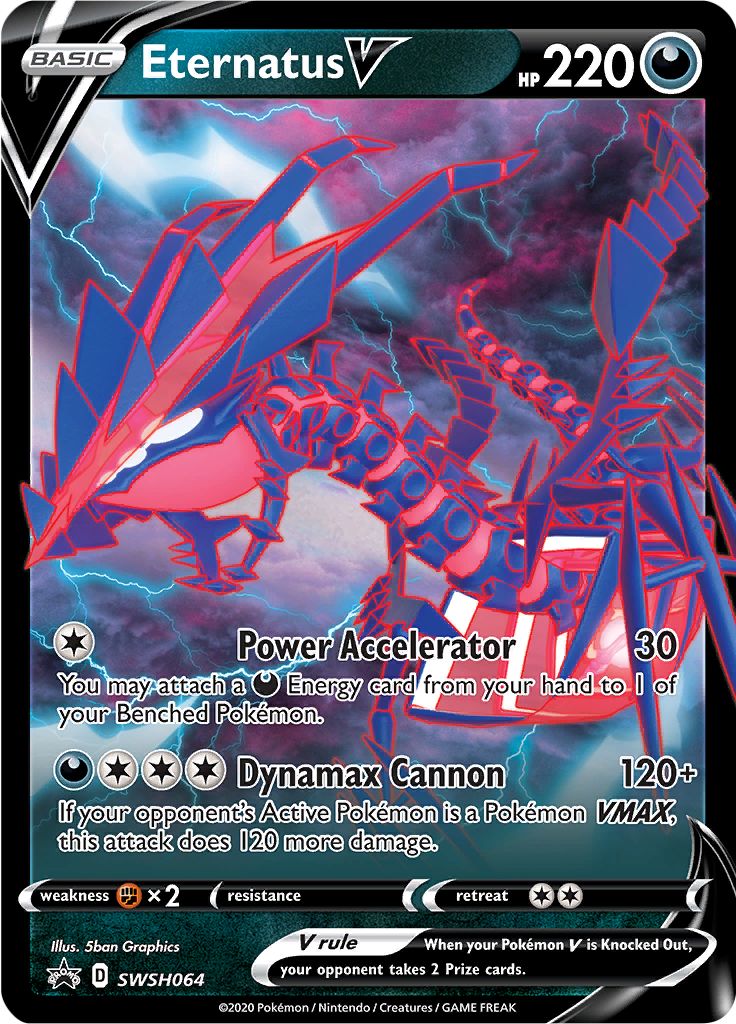 BASIC
Eternatus V
HP 220
Power Accelerator 30
You may attach a Energy card from your hand to 1 of
your Benched Pokémon.
Dynamax Cannon 120+
If your opponent's Active Pokémon is a Pokémon VMAX,
this attack does 120 more damage.
weakness ×2 resistance retreat
Illus. 5ban Graphics
V rule When your Pokémon V is Knocked Out,
your opponent takes 2 Prize cards.
PROMO D SWSH064
©2020 Pokémon / Nintendo / Creatures / GAME FREAK